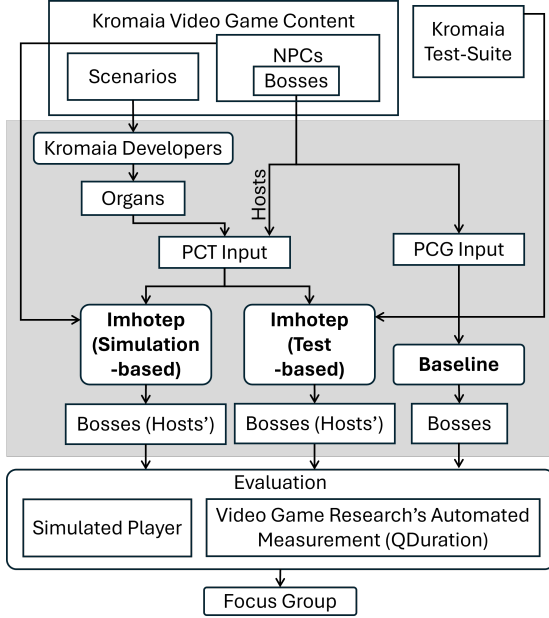 Kromaia Video Game Content
Scenarios
NPCs
Bosses
Kromaia
Test-Suite
Kromaia Developers
Organs
Hosts
PCT Input
PCG Input
Imhotep
(Simulation
-based)
Imhotep
(Test
-based)
Baseline
Bosses (Hosts’)
Bosses (Hosts’)
Bosses
Evaluation
Simulated Player
Video Game Research’s Automated
Measurement (QDuration)
Focus Group